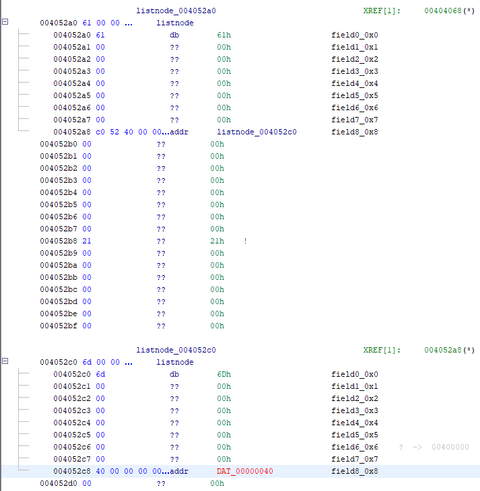 listnode_004052a0 XREF[1]: 00404068(*)
004052a0 61 00 00 ... listnode
004052a0 61 db 61h field0_0x0
004052a1 00 ?? 00h field1_0x1
004052a2 00 ?? 00h field2_0x2
004052a3 00 ?? 00h field3_0x3
004052a4 00 ?? 00h field4_0x4
004052a5 00 ?? 00h field5_0x5
004052a6 00 ?? 00h field6_0x6
004052a7 00 ?? 00h field7_0x7
004052a8 c0 52 40 00 00...addr listnode_004052c0 field8_0x8
004052b0 00 ?? 00h
004052b1 00 ?? 00h
004052b2 00 ?? 00h
004052b3 00 ?? 00h
004052b4 00 ?? 00h
004052b5 00 ?? 00h
004052b6 00 ?? 00h
004052b7 00 ?? 00h
004052b8 21 ?? 21h !
004052b9 00 ?? 00h
004052ba 00 ?? 00h
004052bb 00 ?? 00h
004052bc 00 ?? 00h
004052bd 00 ?? 00h
004052be 00 ?? 00h
004052bf 00 ?? 00h
listnode_004052c0 XREF[1]: 004052a8(*)
004052c0 6d 00 00 ... listnode
004052c0 6d db 6Dh field0_0x0
004052c1 00 ?? 00h field1_0x1
004052c2 00 ?? 00h field2_0x2
004052c3 00 ?? 00h field3_0x3
004052c4 00 ?? 00h field4_0x4
004052c5 00 ?? 00h field5_0x5
004052c6 00 ?? 00h field6_0x6 ? -> 00400000
004052c7 00 ?? 00h field7_0x7
004052c8 40 00 00 00 00...addr DAT_00000040 field8_0x8
004052d0 00 ?? 00h